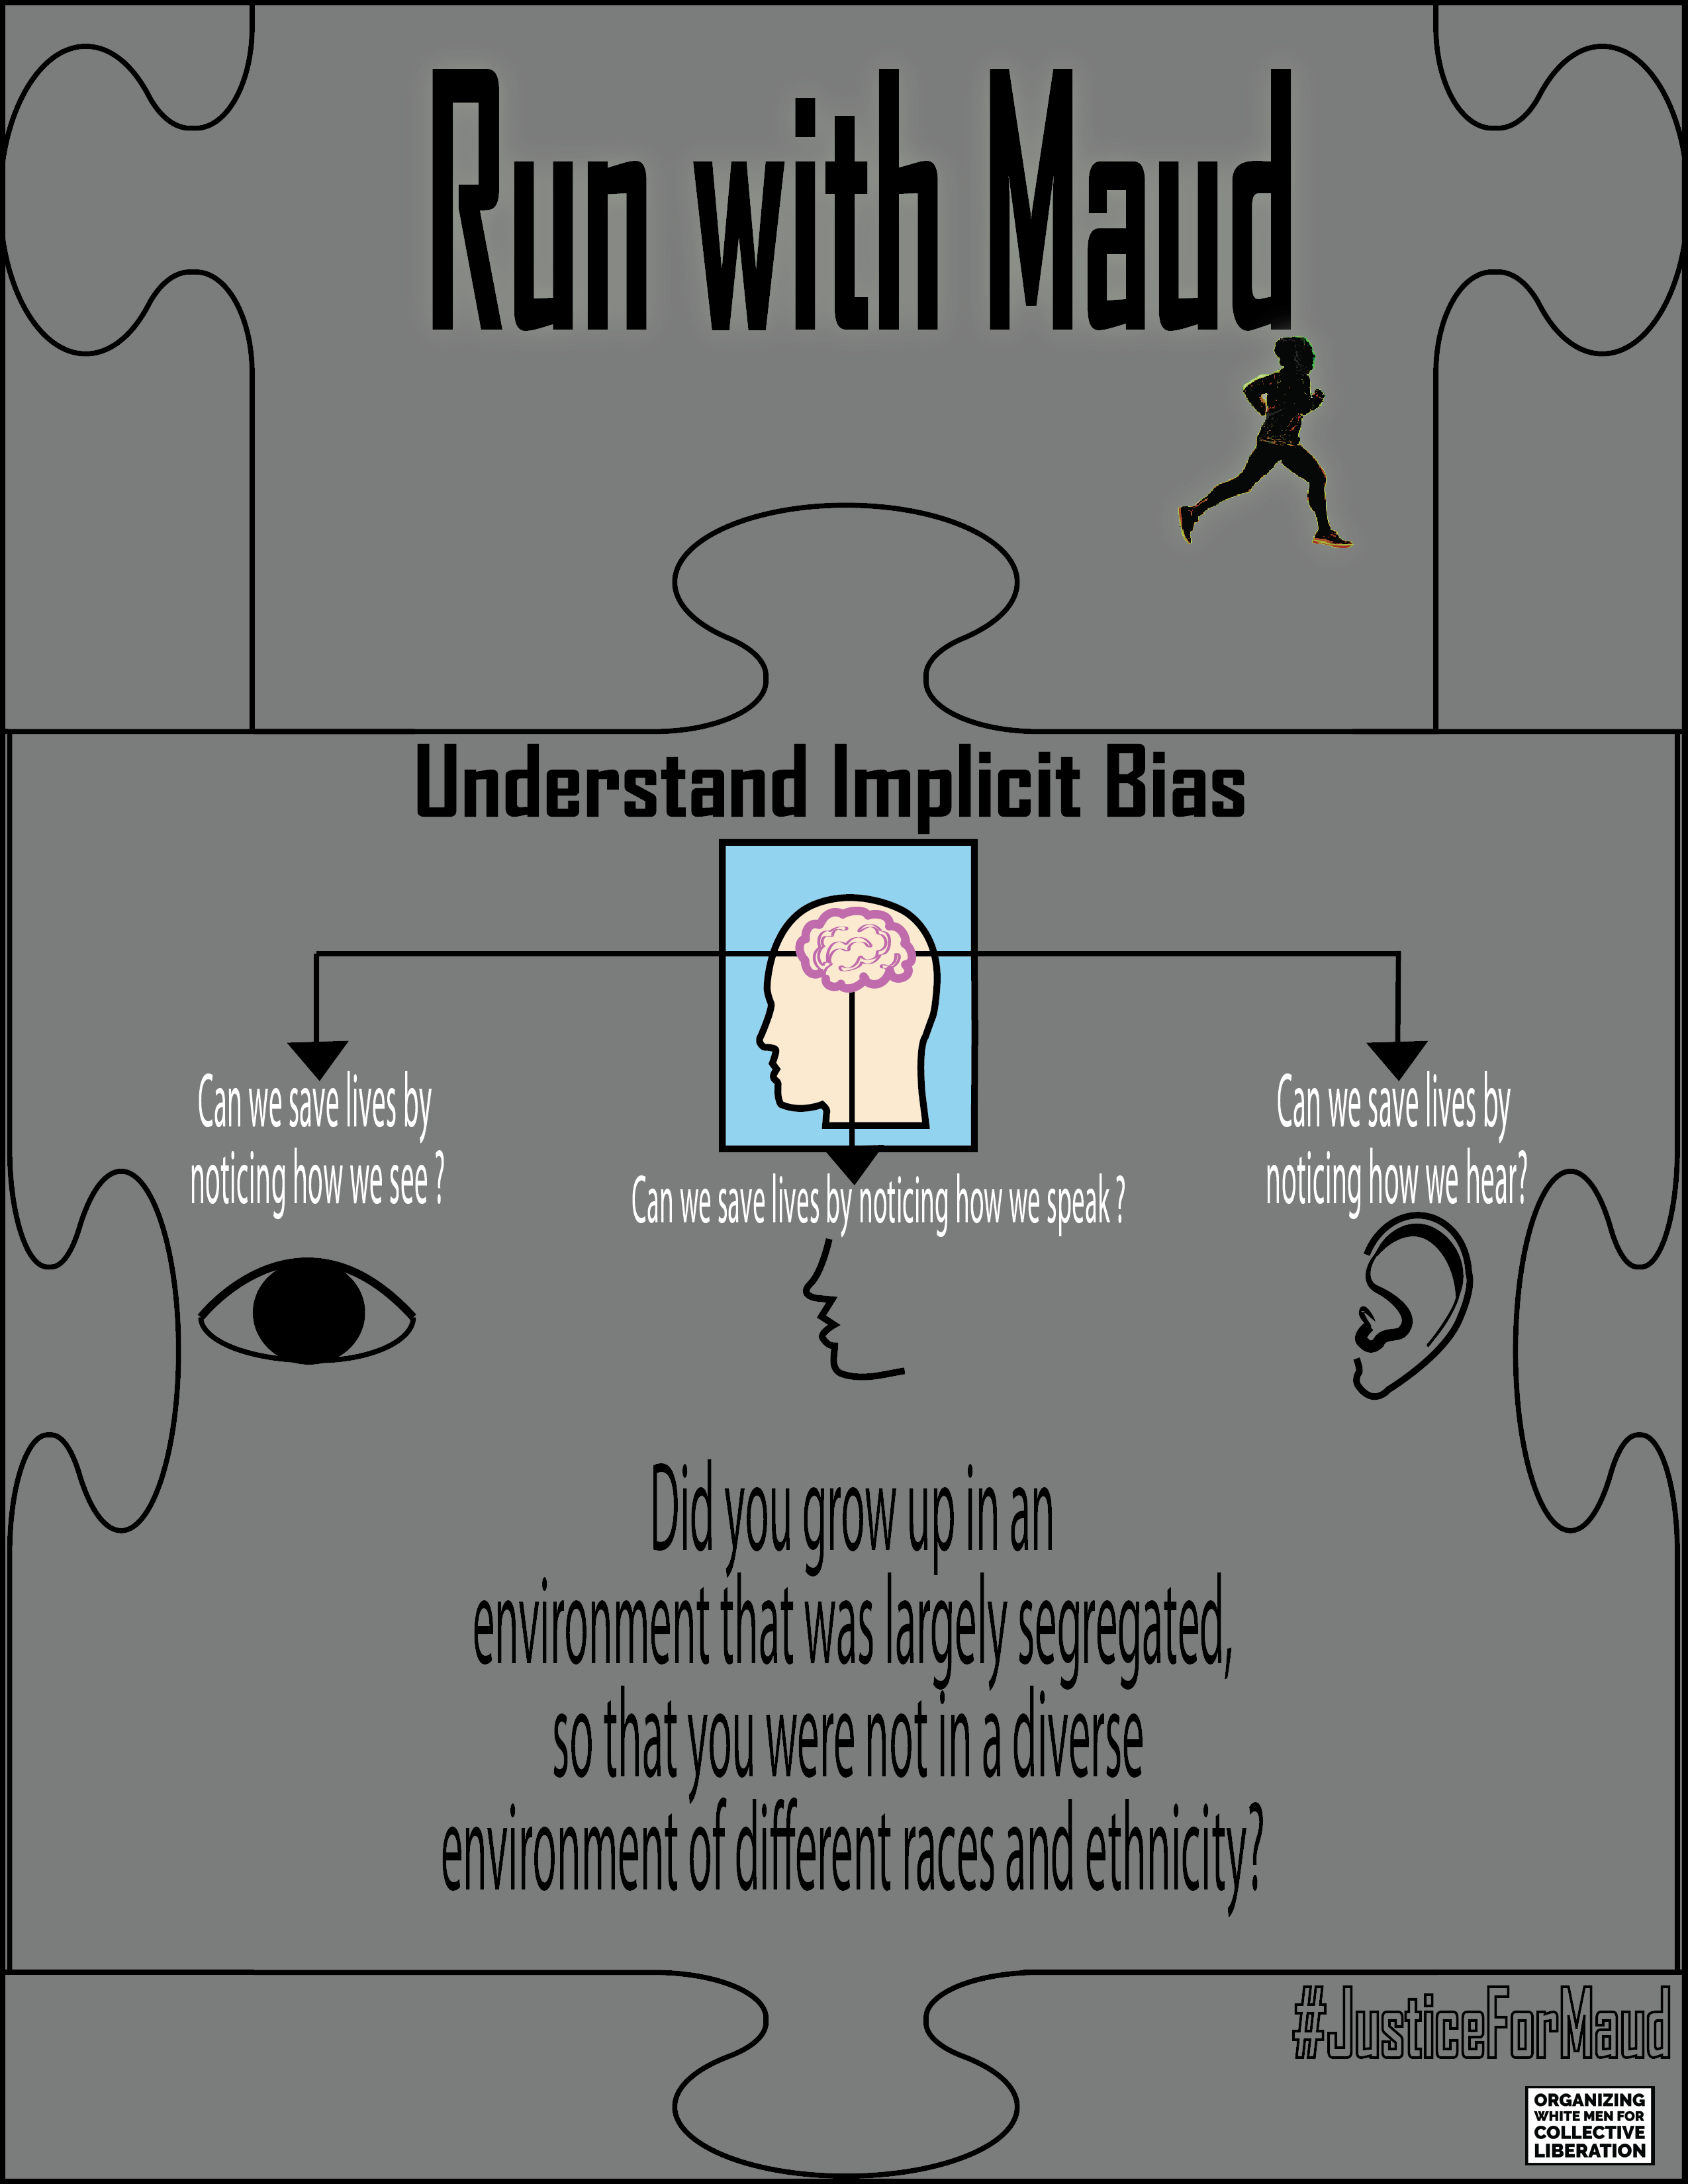 Run with Maud
Understand Implicit Bias
Can we save lives by
noticing how we see ?
Can we save lives by noticing how we speak ?
Can we save lives by
noticing how we hear?
Did you grow up in an
environment that was largely segregated,
so that you were not in a diverse
environment of different races and ethnicity?
#JusticeForMaud
ORGANIZING
WHITE MEN FOR
COLLECTIVE
LIBERATION